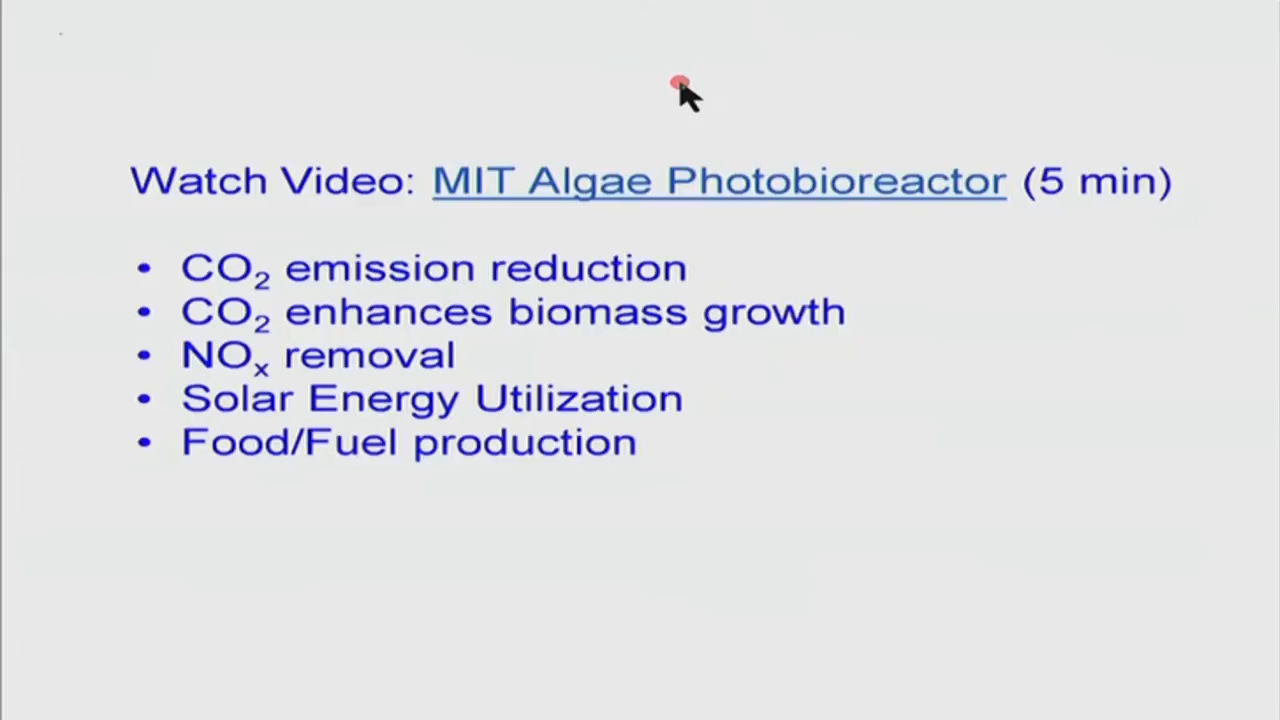 Watch Video: MIT Algae Photobioreactor (5 min)
• CO₂ emission reduction
• CO₂ enhances biomass growth
• NOₓ removal
• Solar Energy Utilization
• Food/Fuel production